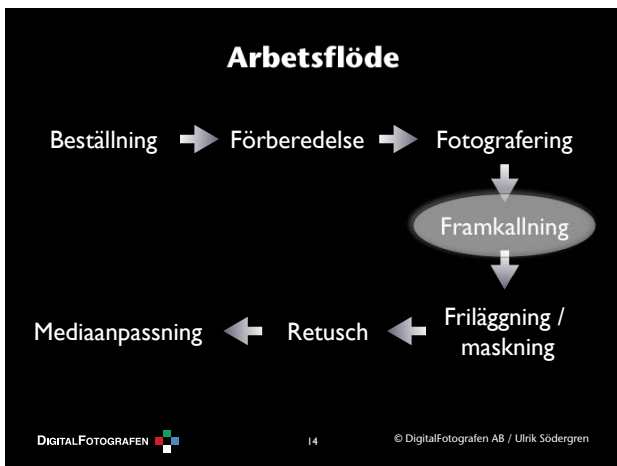 Arbetsflöde
Beställning Förberedelse Fotografering
Framkallning
Friläggning /
maskning
Retusch
Mediaanpassning
DIGITALFOTOGRAFEN 14 © DigitalFotografen AB / Ulrik Södergren